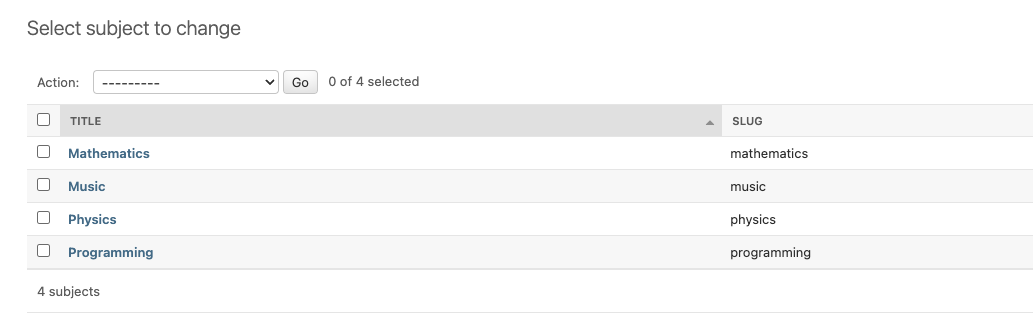 Select subject to change
Action: --------- Go 0 of 4 selected
TITLE SLUG
Mathematics mathematics
Music music
Physics physics
Programming programming
4 subjects